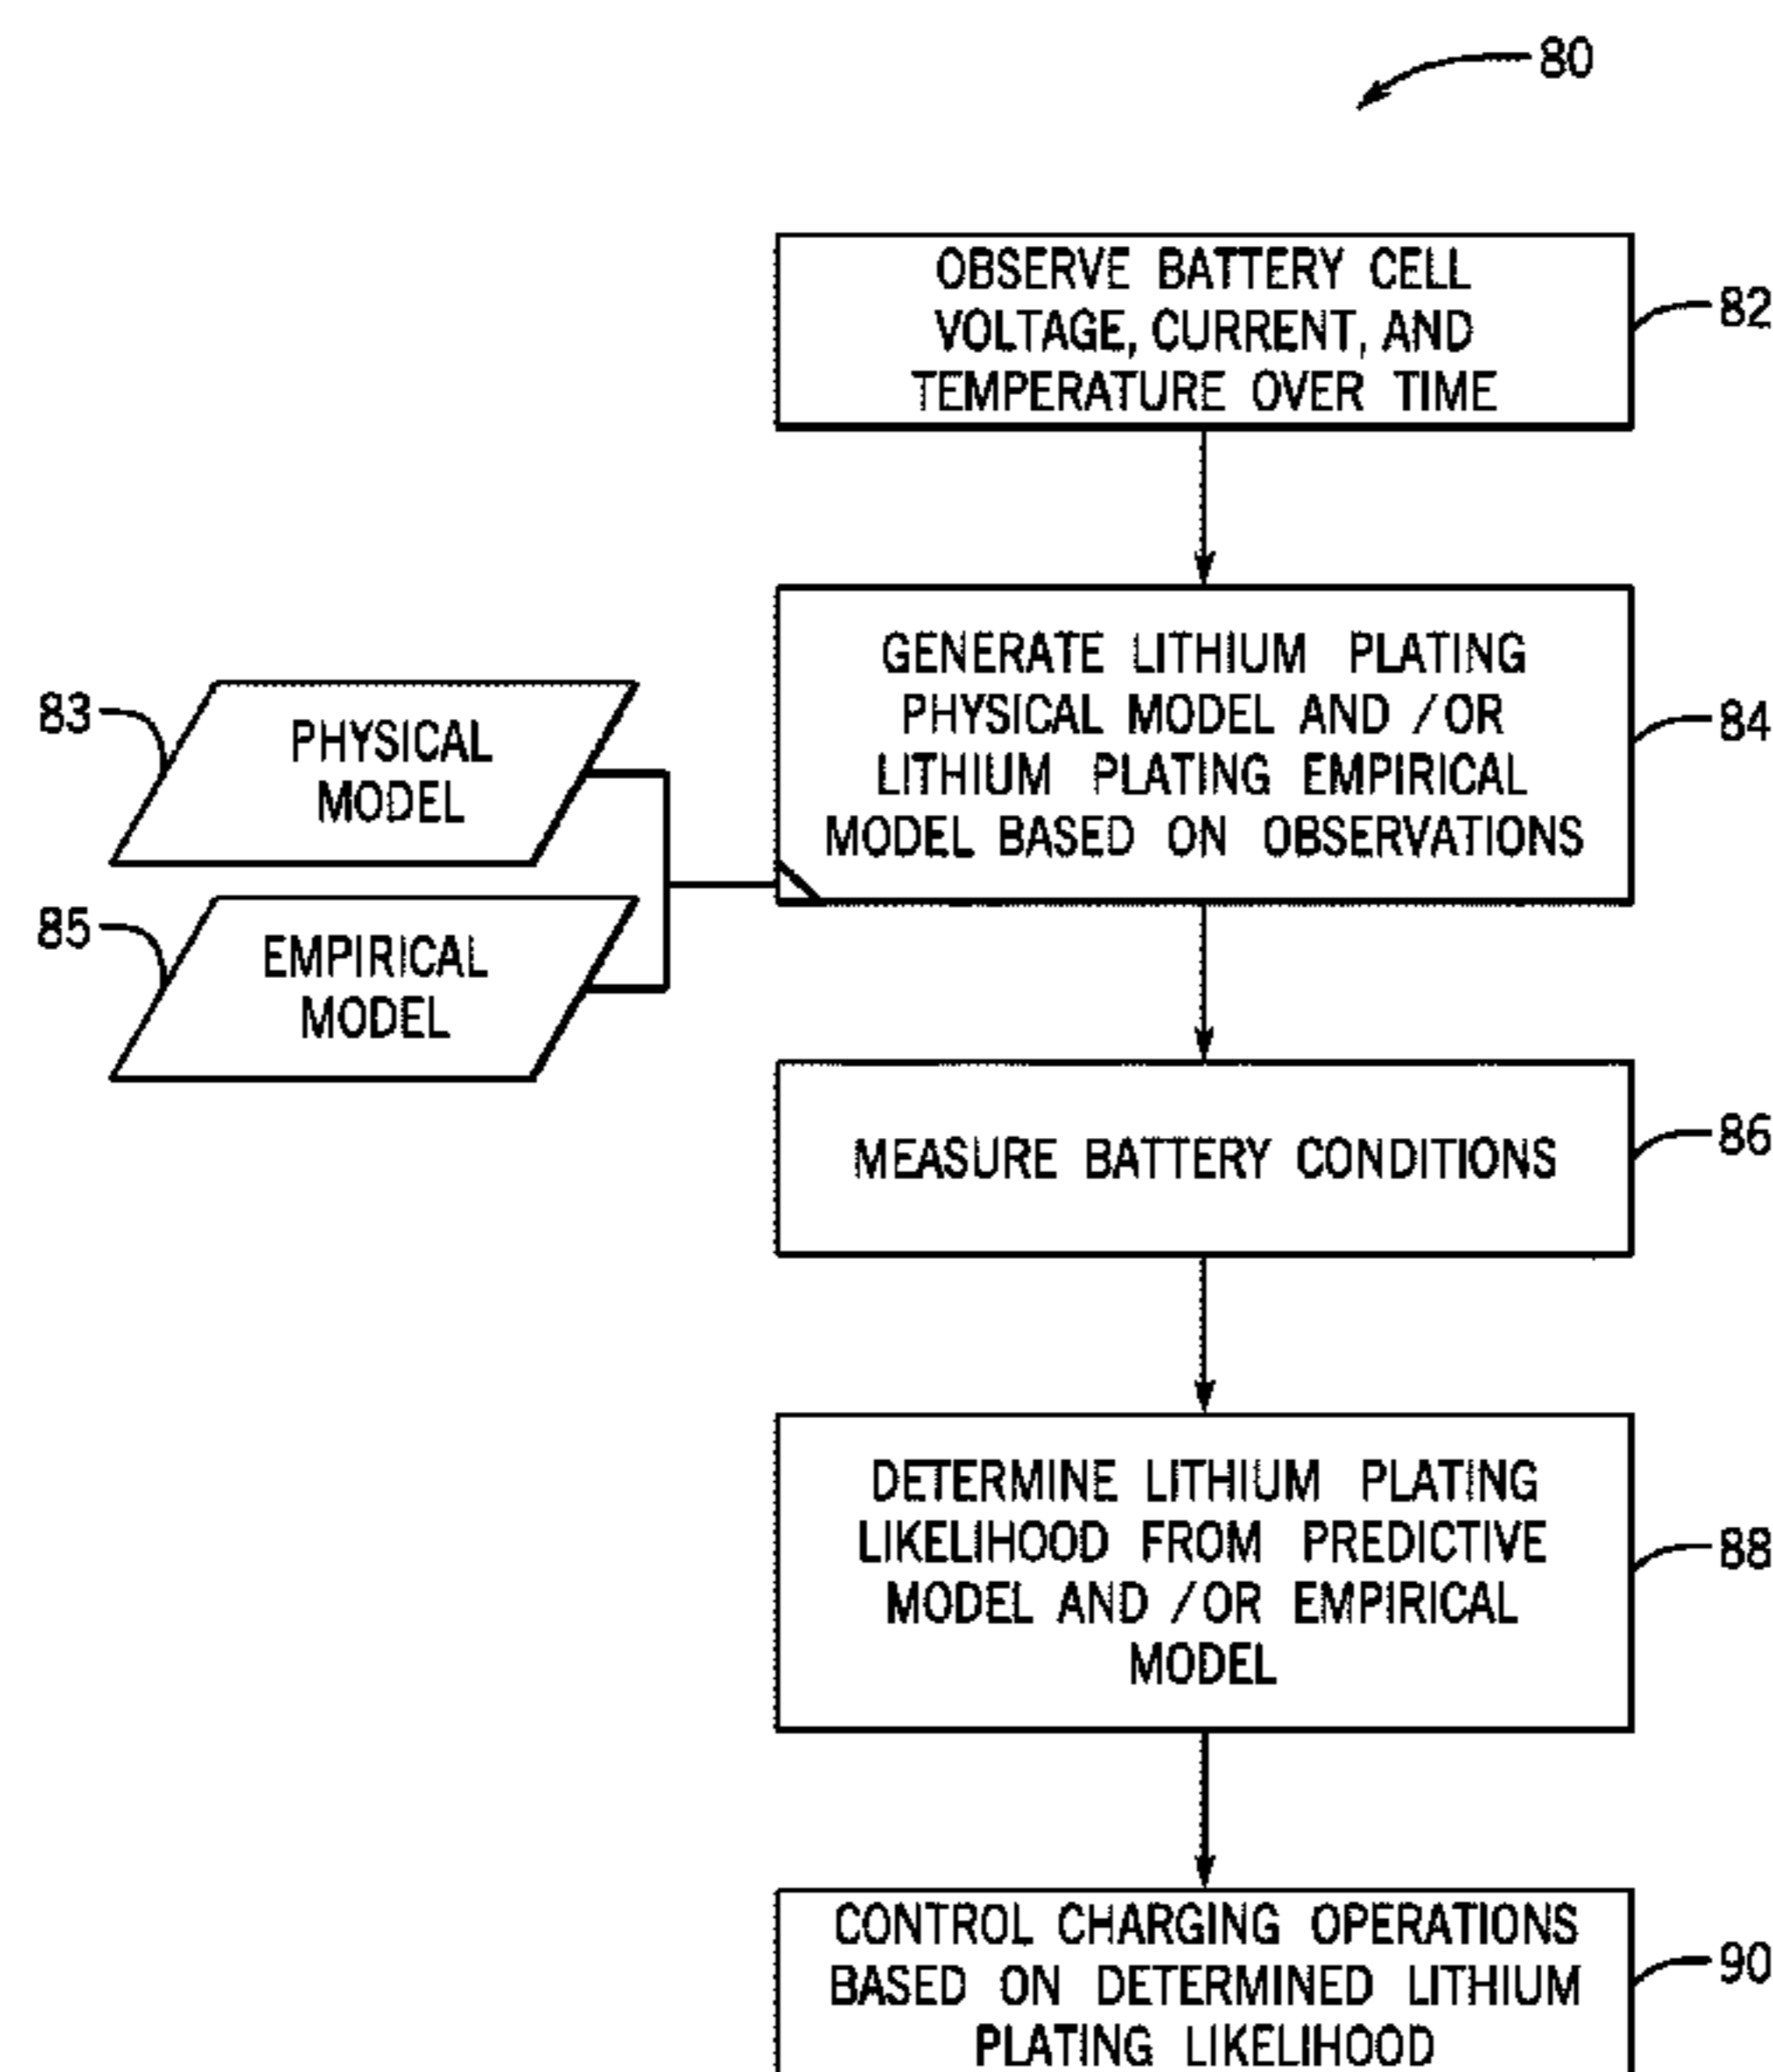 80
OBSERVE BATTERY CELL
VOLTAGE, CURRENT, AND
TEMPERATURE OVER TIME
82
GENERATE LITHIUM PLATING
PHYSICAL MODEL AND /OR
LITHIUM PLATING EMPIRICAL
MODEL BASED ON OBSERVATIONS
84
83
PHYSICAL
MODEL
85
EMPIRICAL
MODEL
MEASURE BATTERY CONDITIONS
86
DETERMINE LITHIUM PLATING
LIKELIHOOD FROM PREDICTIVE
MODEL AND /OR EMPIRICAL
MODEL
88
CONTROL CHARGING OPERATIONS
BASED ON DETERMINED LITHIUM
PLATING LIKELIHOOD
90